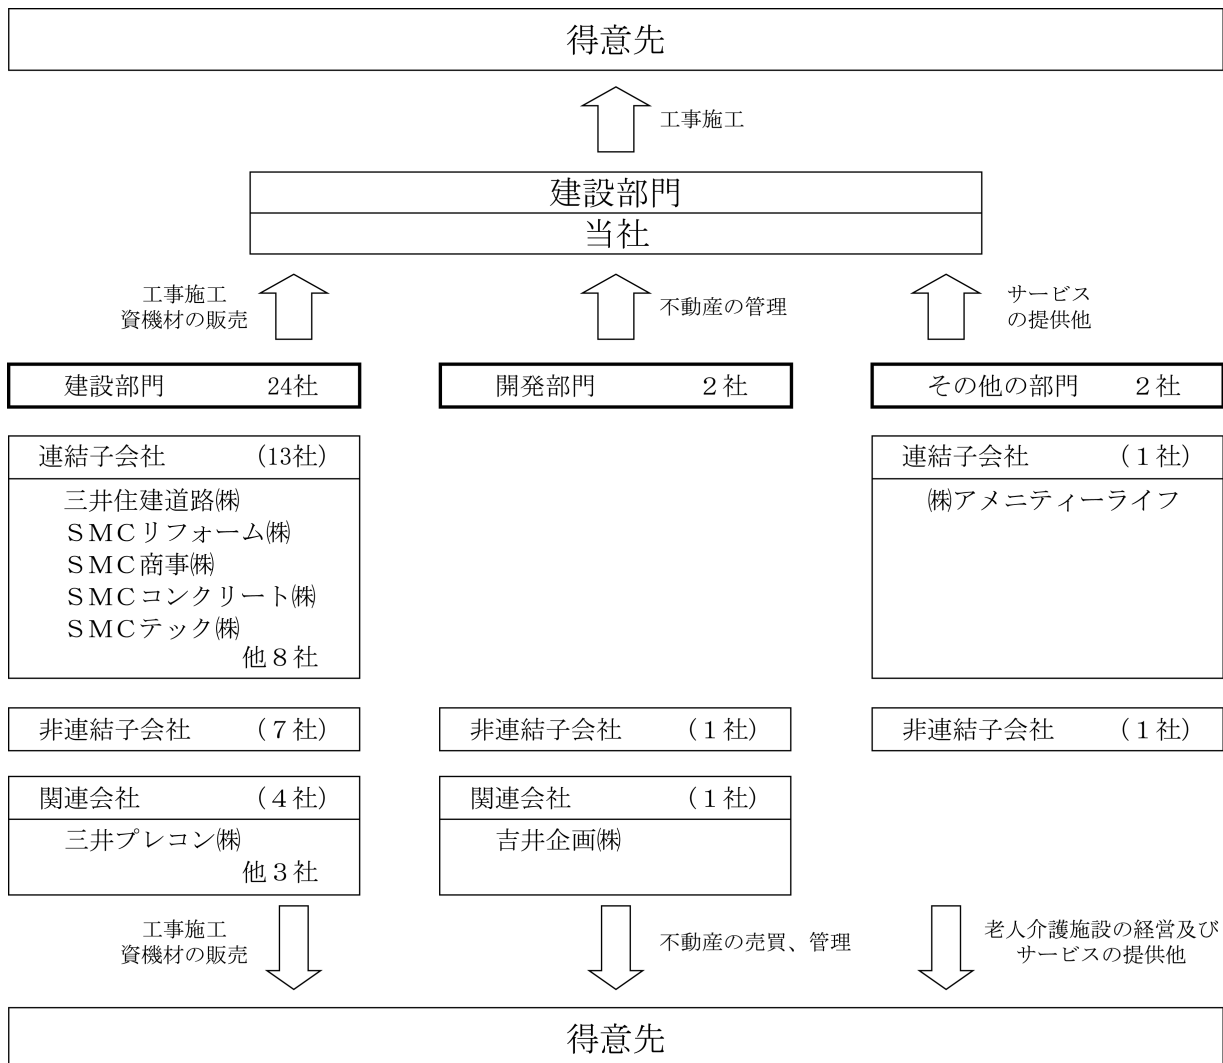 得意先
工事施工
建設部門
当社
工事施工
資機材の販売
不動産の管理
サービス
の提供他
建設部門 24社
開発部門 2社
その他の部門 2社
連結子会社 (13社)
三井住建道路㈱
SMCリフォーム㈱
SMC商事㈱
SMCコンクリート㈱
SMCテック㈱
他8社
連結子会社 (1社)
㈱アメニティーライフ
非連結子会社 (7社)
非連結子会社 (1社)
非連結子会社 (1社)
関連会社 (4社)
三井プレコン㈱
他3社
関連会社 (1社)
吉井企画㈱
工事施工
資機材の販売
不動産の売買、管理
老人介護施設の経営及び
サービスの提供他
得意先